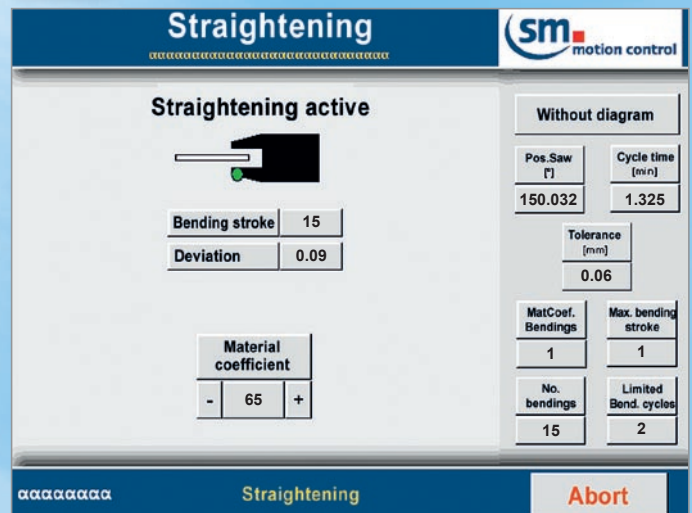 Straightening
αααααααααααααααααααααααααααααα
sm.
motion control
Straightening active
Bending stroke 15
Deviation 0.09
Material
coefficient
- 65 +
Without diagram
Pos.Saw Cycle time
[°] [min]
150.032 1.325
Tolerance
[mm]
0.06
MatCoef. Max. bending
Bendings stroke
1 1
No. Limited
bendings Bend. cycles
15 2
αααααααα Straightening Abort